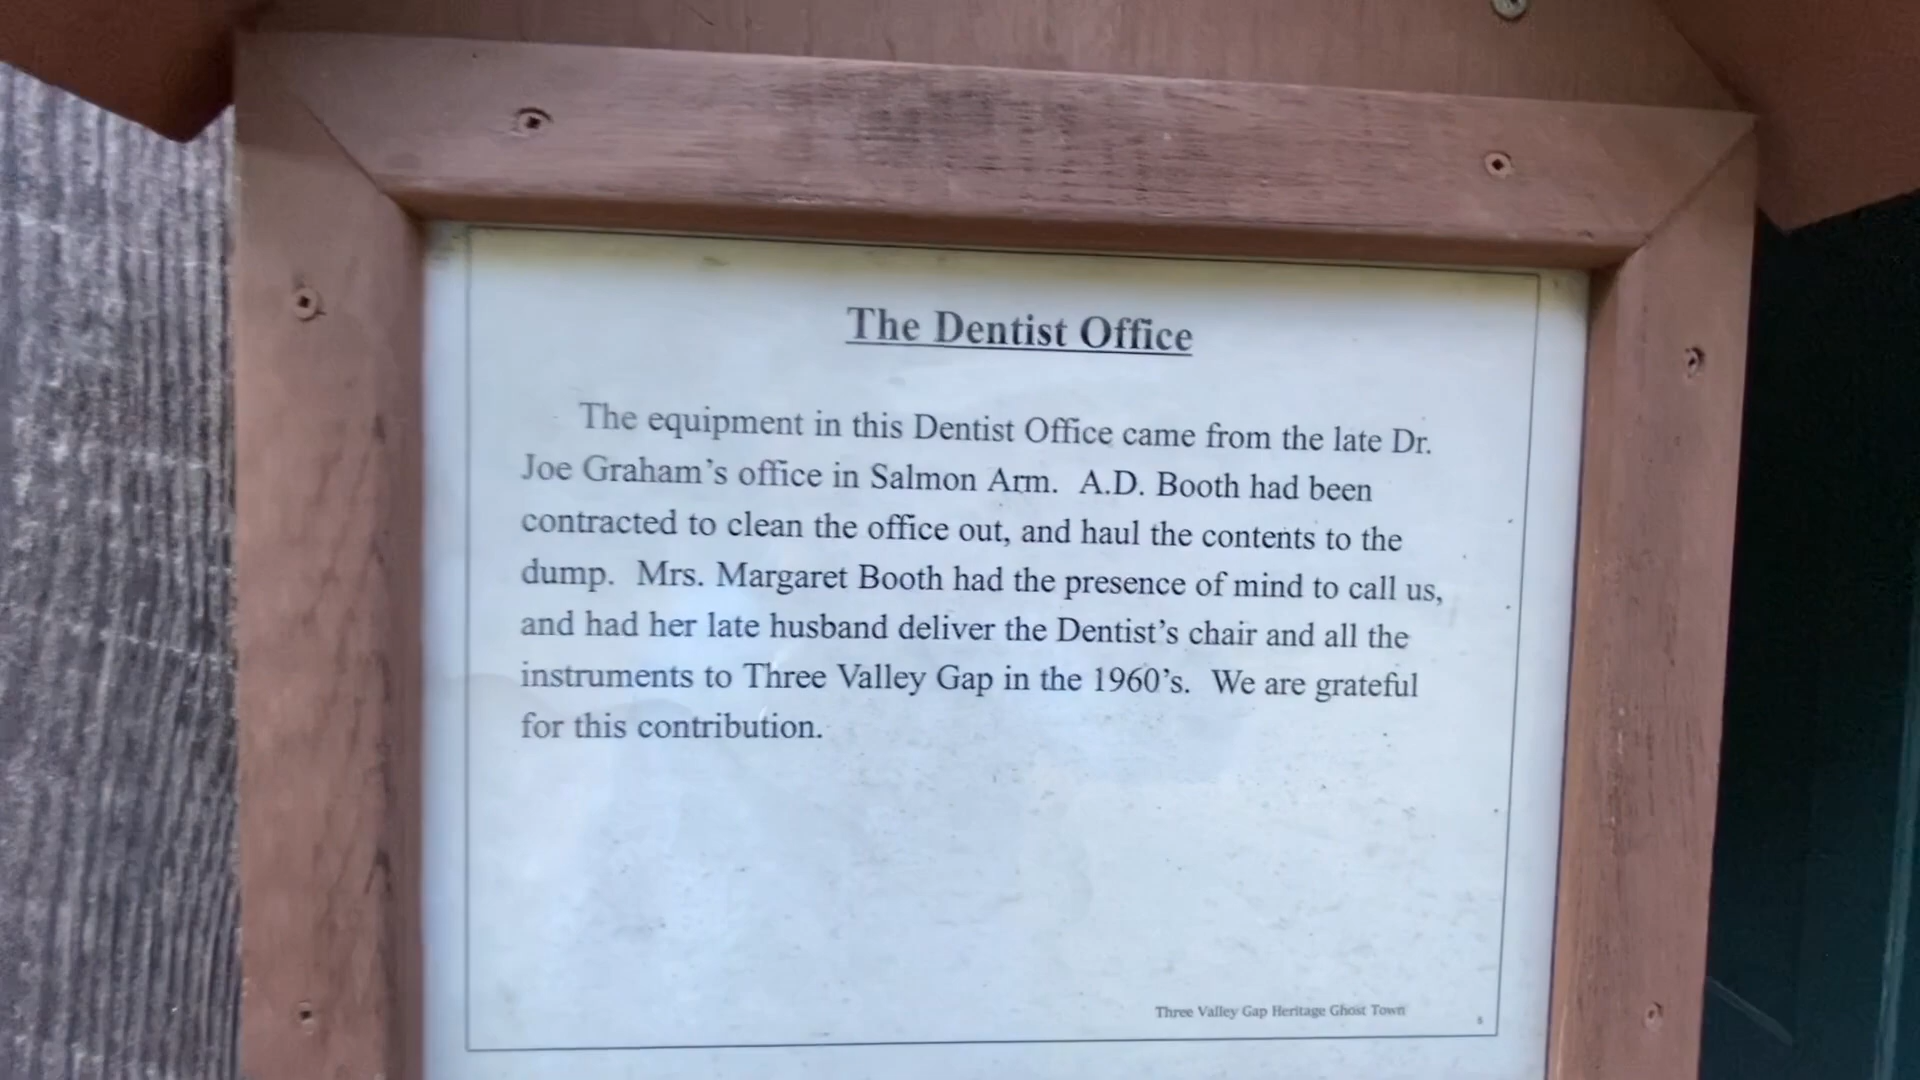 The Dentist Office
The equipment in this Dentist Office came from the late Dr.
Joe Graham's office in Salmon Arm.  A.D. Booth had been
contracted to clean the office out, and haul the contents to the
dump.  Mrs. Margaret Booth had the presence of mind to call us,
and had her late husband deliver the Dentist's chair and all the
instruments to Three Valley Gap in the 1960's.  We are grateful
for this contribution.
Three Valley Gap Heritage Ghost Town